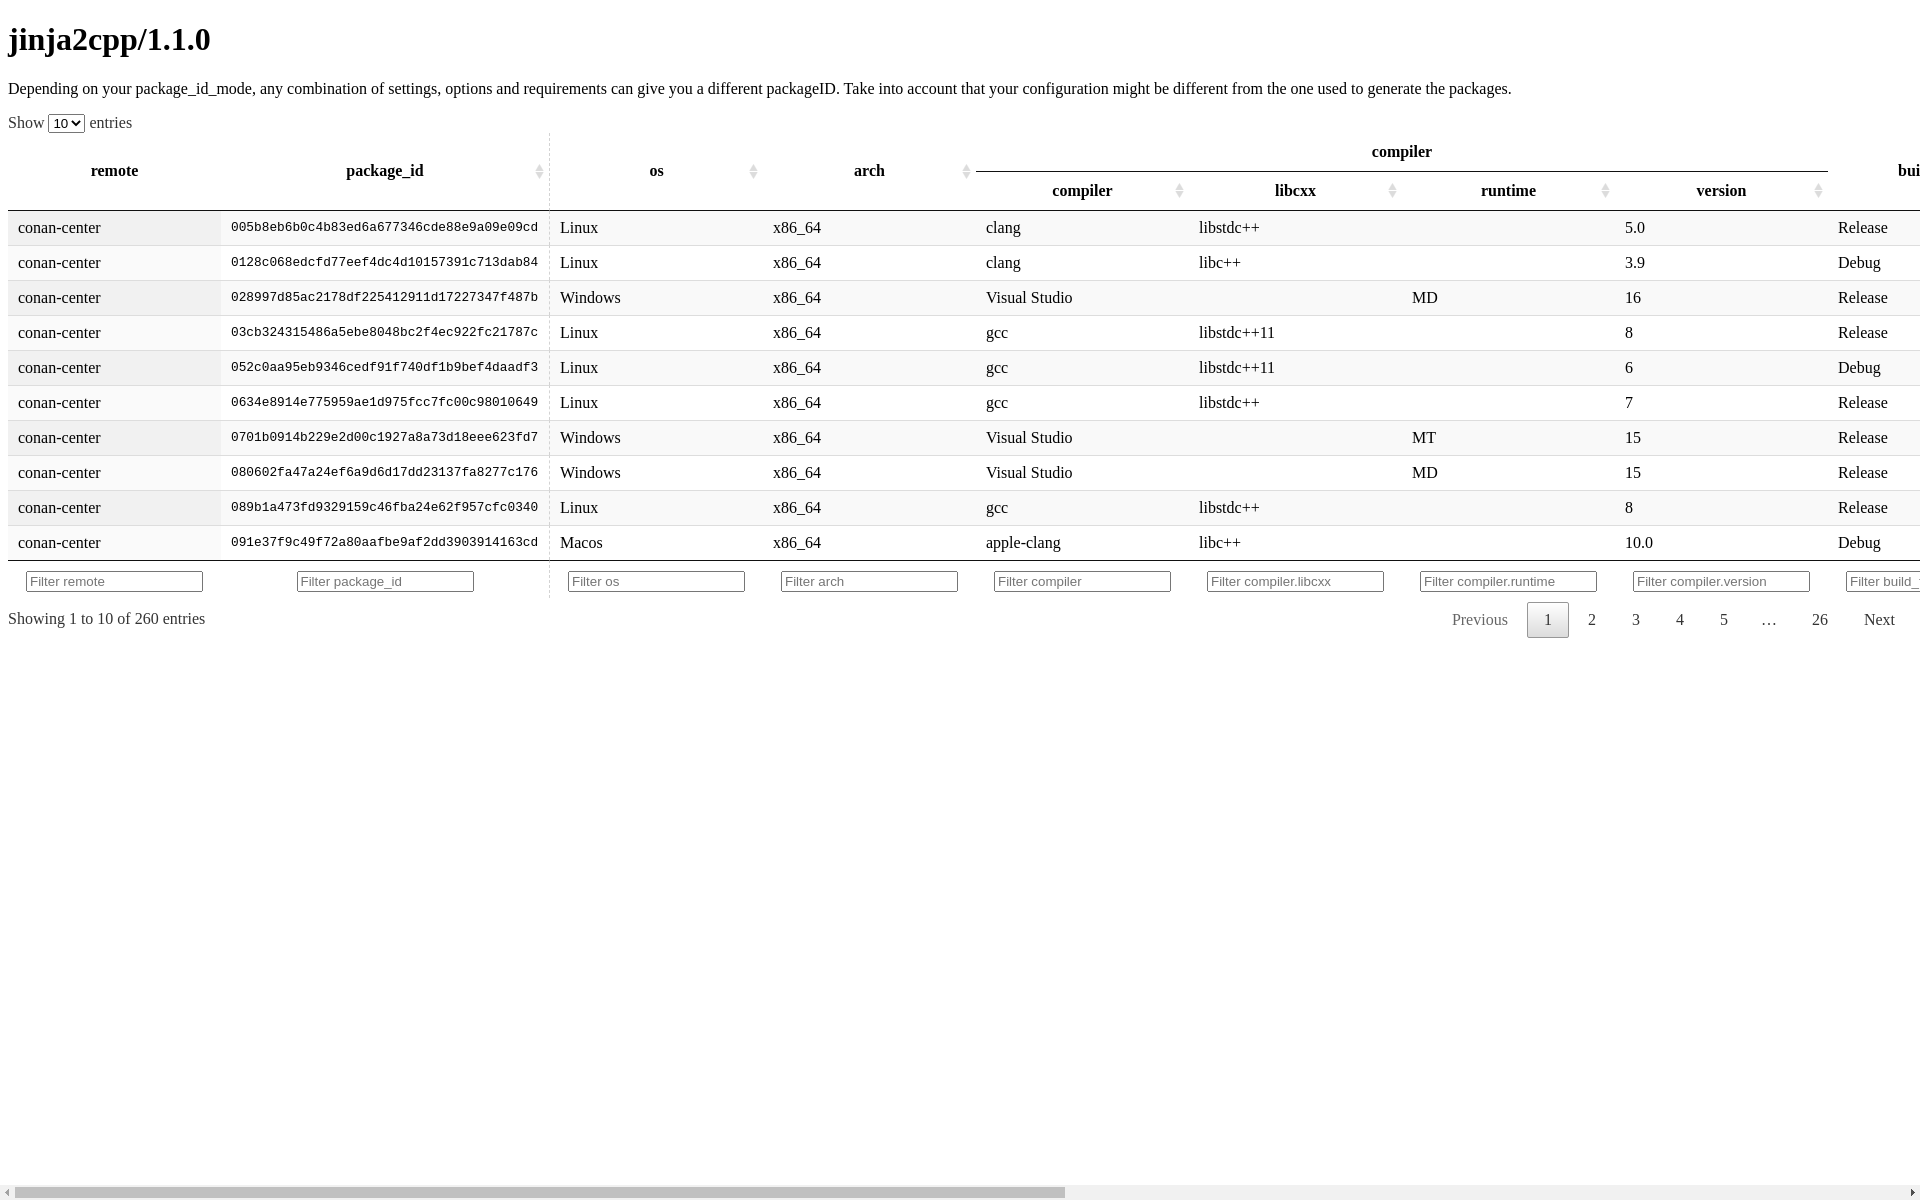 jinja2cpp/1.1.0
Depending on your package_id_mode, any combination of settings, options and requirements can give you a different packageID. Take into account that your configuration might be different from the one used to generate the packages.
Show 10 entries
compiler
remote package_id os arch bui
compiler libcxx runtime version
conan-center 005b8eb6b0c4b83ed6a677346cde88e9a09e09cd Linux x86_64 clang libstdc++ 5.0 Release
conan-center 0128c068edcfd77eef4dc4d10157391c713dab84 Linux x86_64 clang libc++ 3.9 Debug
conan-center 028997d85ac2178df225412911d17227347f487b Windows x86_64 Visual Studio MD 16 Release
conan-center 03cb324315486a5ebe8048bc2f4ec922fc21787c Linux x86_64 gcc libstdc++11 8 Release
conan-center 052c0aa95eb9346cedf91f740df1b9bef4daadf3 Linux x86_64 gcc libstdc++11 6 Debug
conan-center 0634e8914e775959ae1d975fcc7fc00c98010649 Linux x86_64 gcc libstdc++ 7 Release
conan-center 0701b0914b229e2d00c1927a8a73d18eee623fd7 Windows x86_64 Visual Studio MT 15 Release
conan-center 080602fa47a24ef6a9d6d17dd23137fa8277c176 Windows x86_64 Visual Studio MD 15 Release
conan-center 089b1a473fd9329159c46fba24e62f957cfc0340 Linux x86_64 gcc libstdc++ 8 Release
conan-center 091e37f9c49f72a80aafbe9af2dd3903914163cd Macos x86_64 apple-clang libc++ 10.0 Debug
Filter remote Filter package_id Filter os Filter arch Filter compiler Filter compiler.libcxx Filter compiler.runtime Filter compiler.version Filter build_
Showing 1 to 10 of 260 entries Previous 1 2 3 4 5 … 26 Next